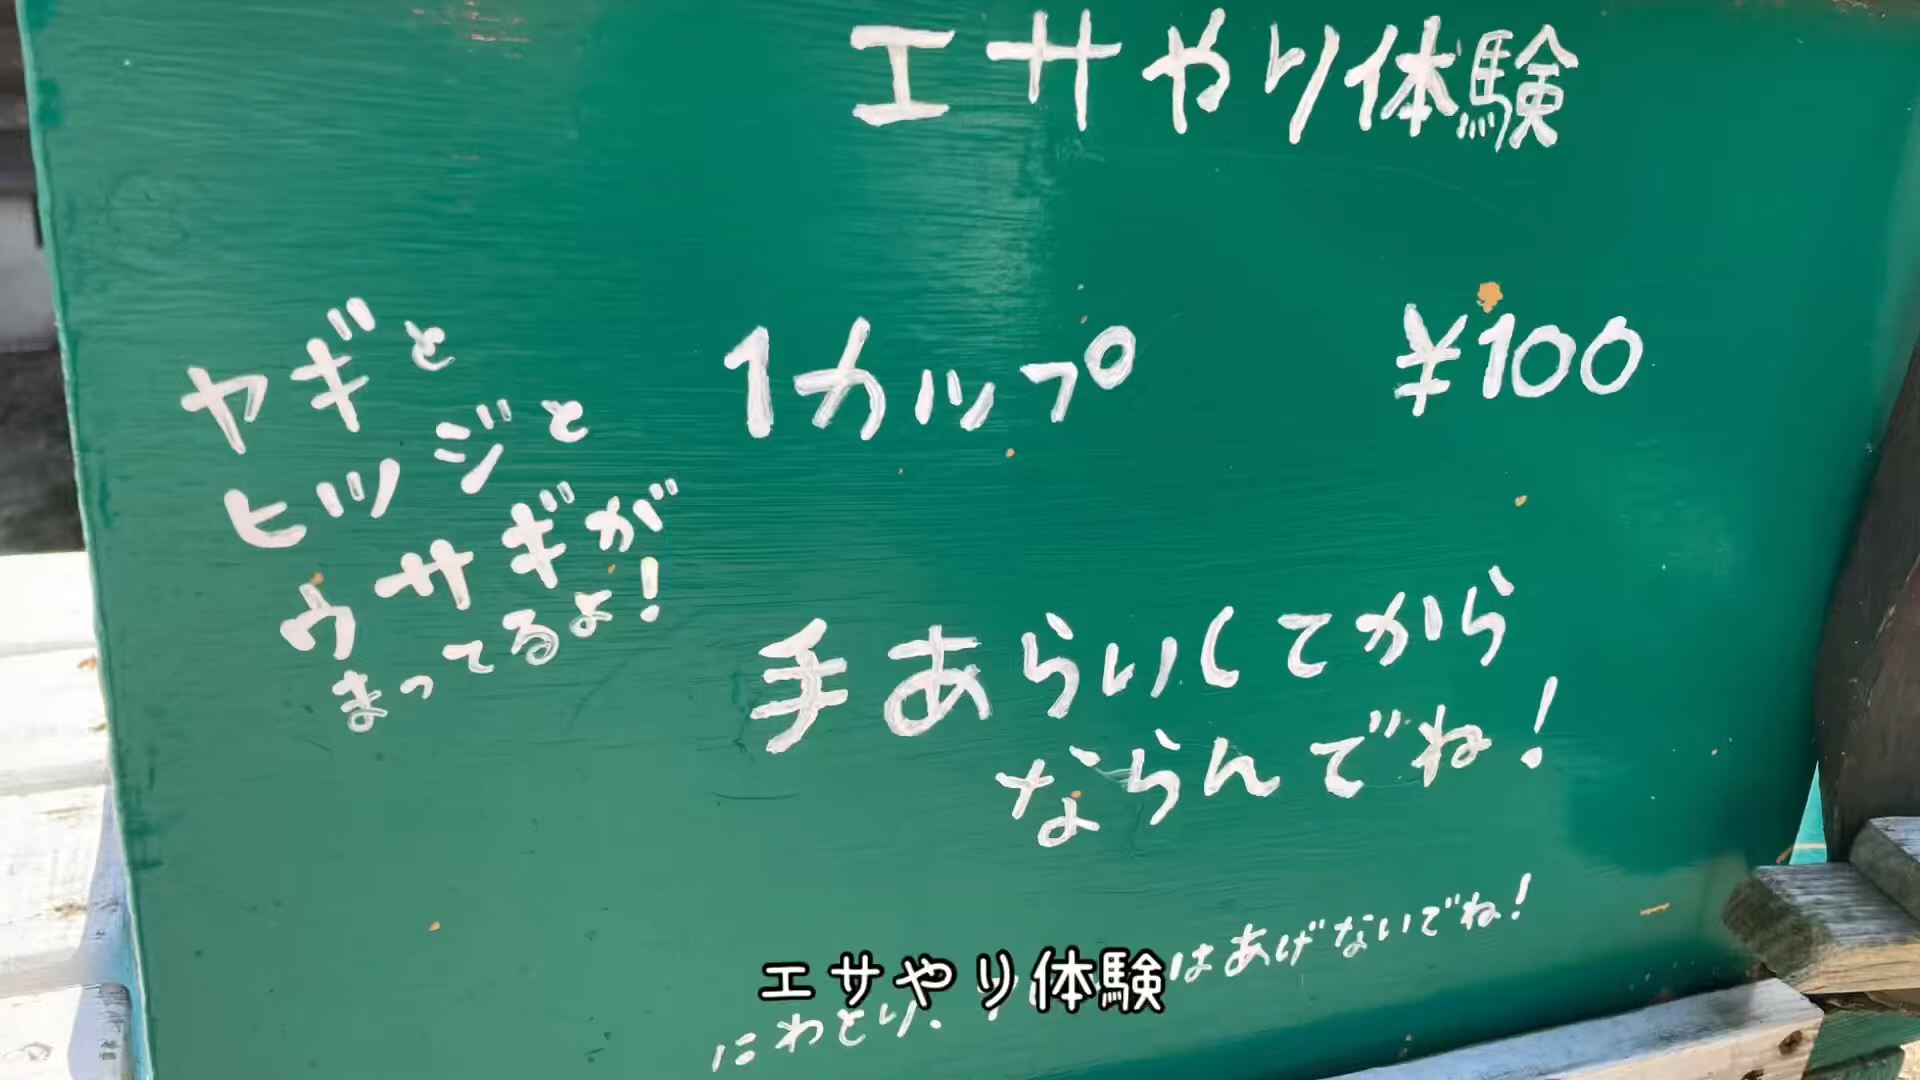 エサやり体験
1カップ ¥100
ヤギと
ヒツジと
ウサギが
まってるよ!
手あらいしてから
ならんでね!
にわとり、
はあげないでね!
エサやり体験